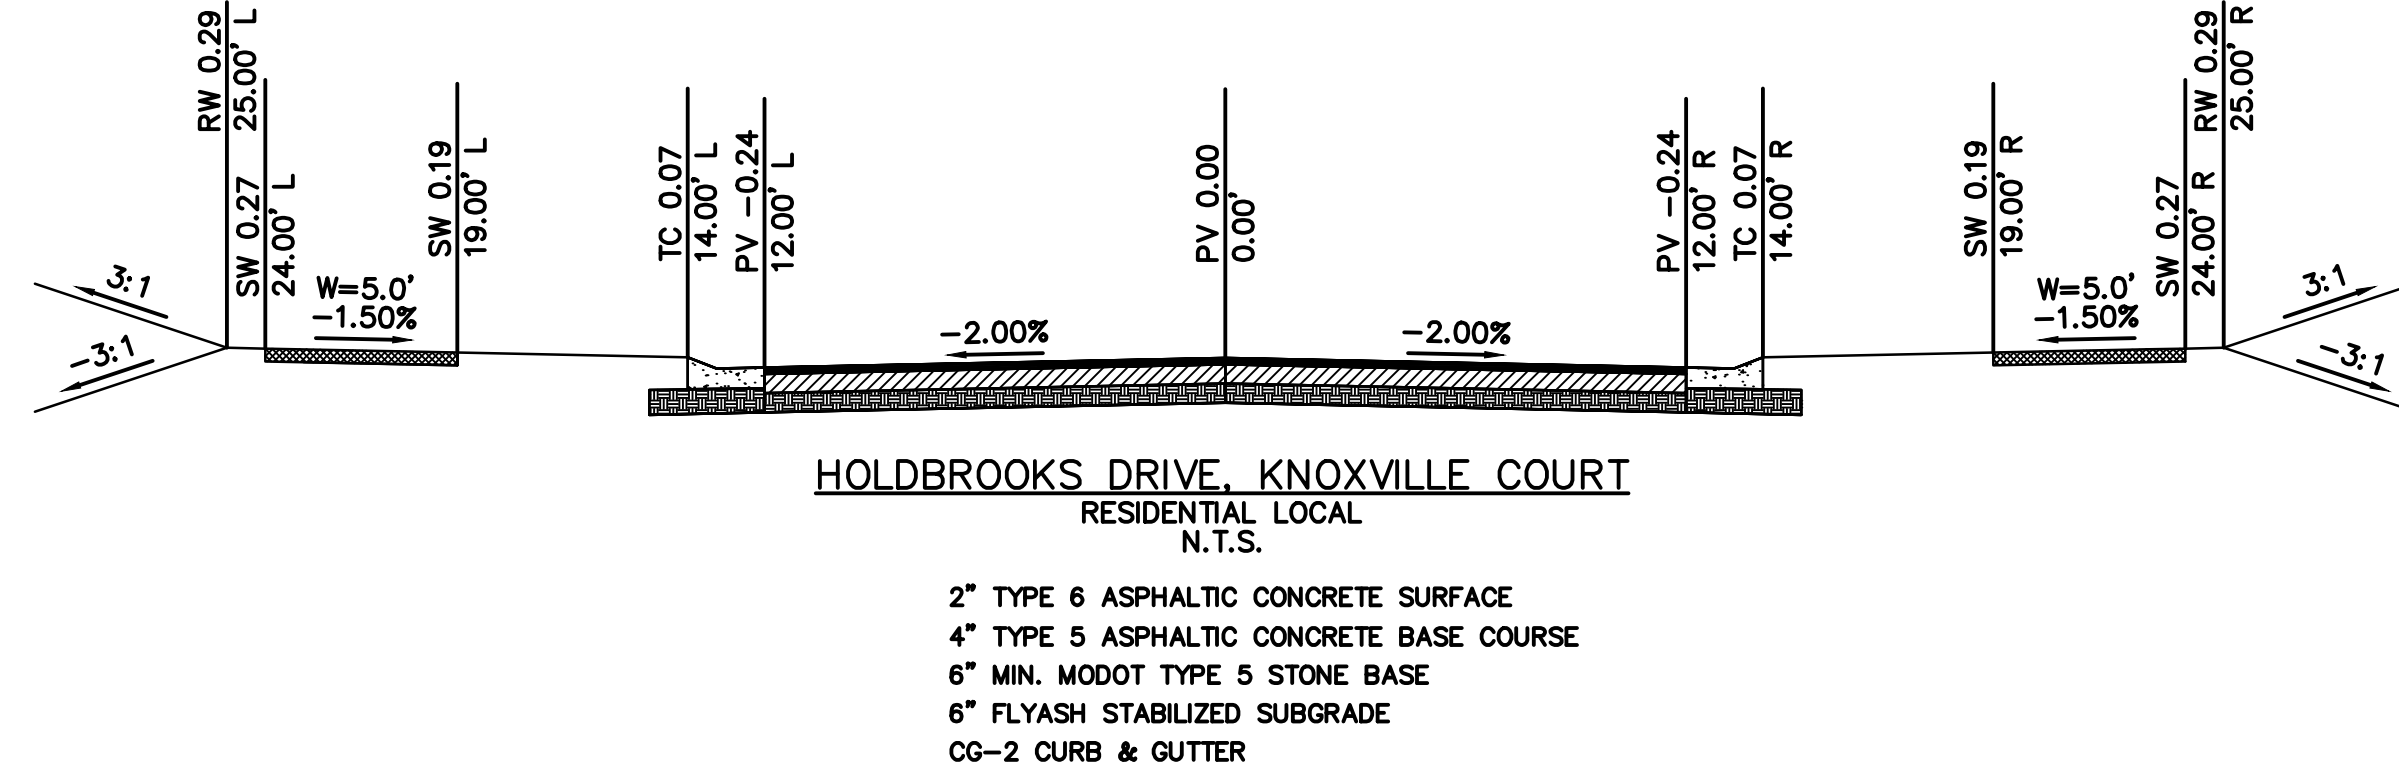 RW 0.29
25.00' L
SW 0.27
24.00' L
SW 0.19
19.00' L
TC 0.07
14.00' L
PV -0.24
12.00' L
PV 0.00
0.00'
PV -0.24
12.00' R
TC 0.07
14.00' R
SW 0.19
19.00' R
SW 0.27
24.00' R
RW 0.29
25.00' R
3:1
-3:1
W=5.0'
-1.50%
-2.00%
-2.00%
W=5.0'
-1.50%
3:1
-3:1
HOLDBROOKS DRIVE, KNOXVILLE COURT
RESIDENTIAL LOCAL
N.T.S.
2" TYPE 6 ASPHALTIC CONCRETE SURFACE
4" TYPE 5 ASPHALTIC CONCRETE BASE COURSE
6" MIN. MODOT TYPE 5 STONE BASE
6" FLYASH STABILIZED SUBGRADE
CG-2 CURB & GUTTER